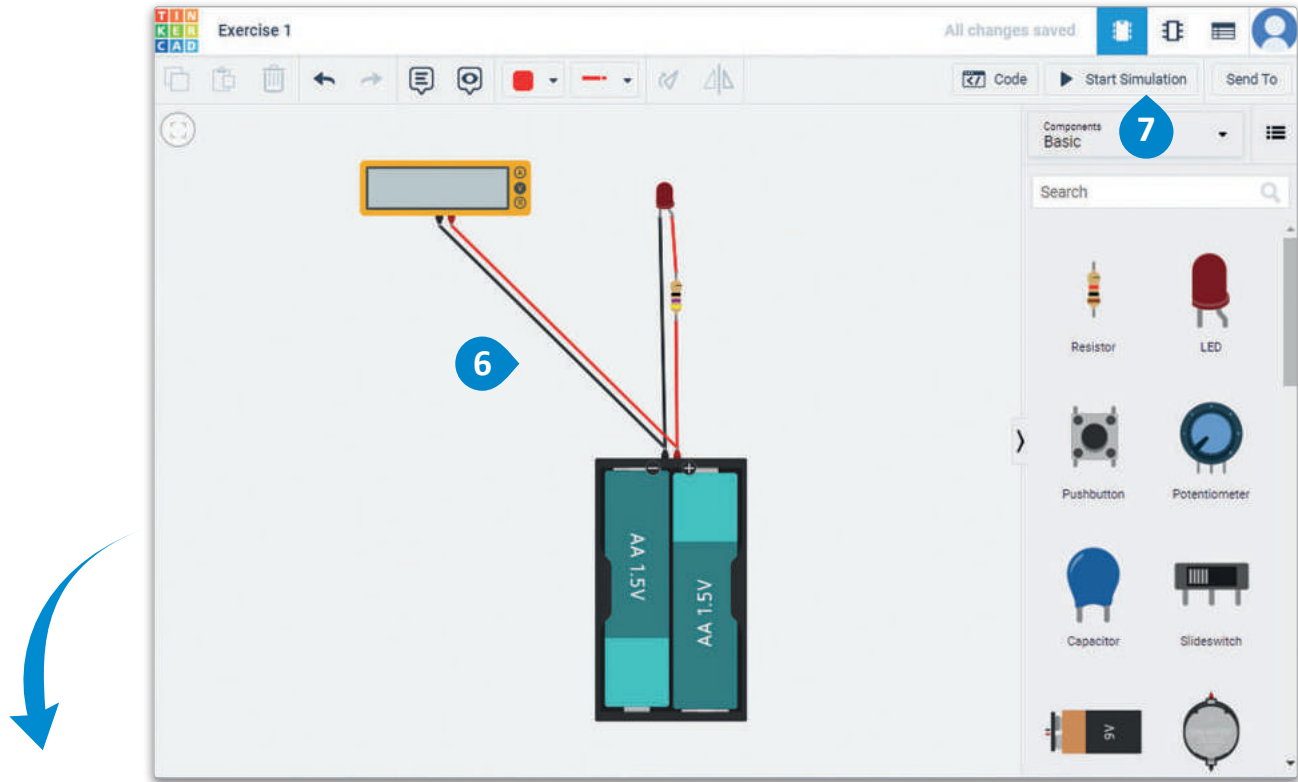 TIN
KER
CAD
Exercise 1
All changes saved
Code
Start Simulation
Send To
Components
Basic
7
Search
A
V
6
Resistor
LED
Pushbutton
Potentiometer
Capacitor
Slideswitch
− +
AA 1.5V
AA 1.5V
9V